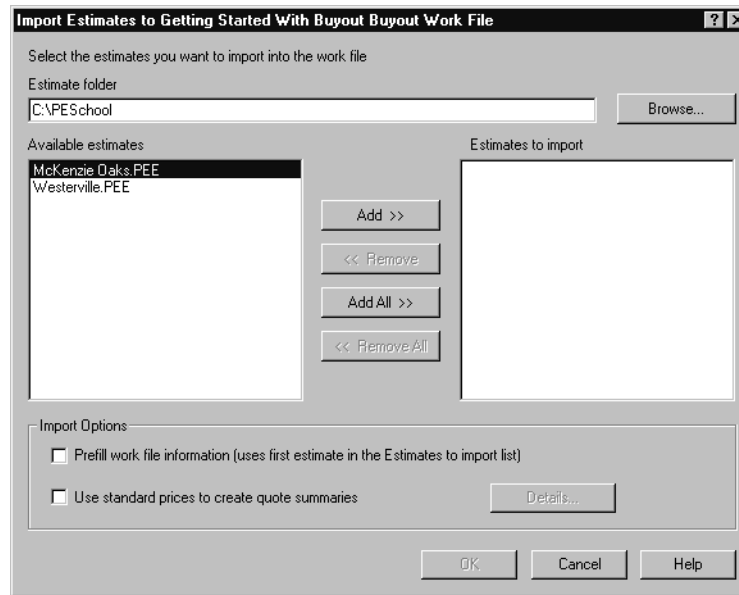 Import Estimates to Getting Started With Buyout Buyout Work File
Select the estimates you want to import into the work file
Estimate folder
C:\PESchool
Browse...
Available estimates
Estimates to import
McKenzie Oaks.PEE
Westerville.PEE
Add >>
<< Remove
Add All >>
<< Remove All
Import Options
Prefill work file information (uses first estimate in the Estimates to import list)
Use standard prices to create quote summaries
Details...
OK
Cancel
Help